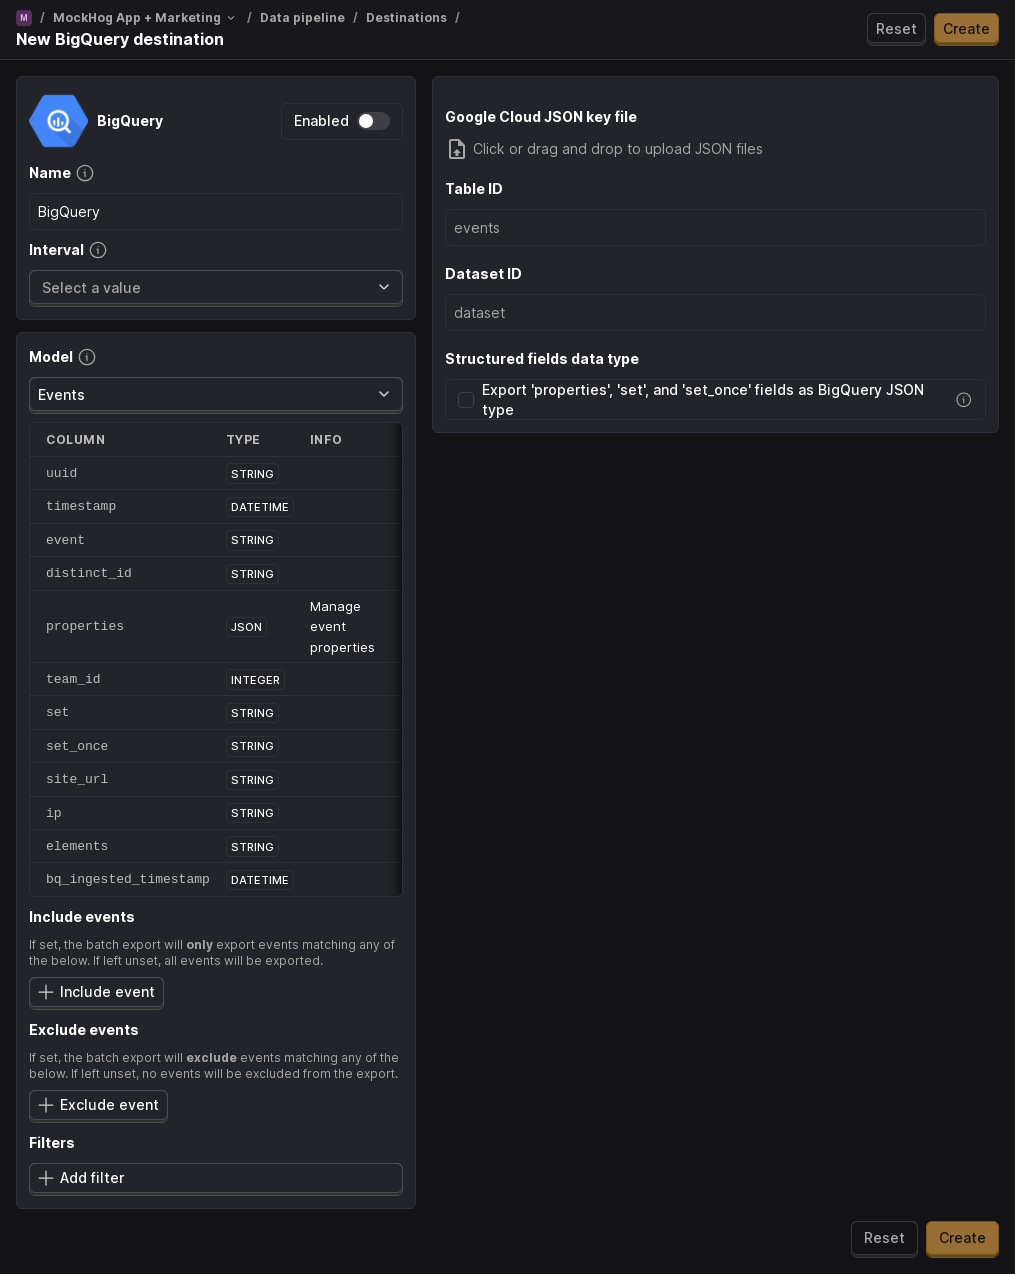 M / MockHog App + Marketing / Data pipeline / Destinations /
New BigQuery destination
Reset
Create
BigQuery
Enabled
Name
BigQuery
Interval
Select a value
Model
Events
COLUMN TYPE INFO
uuid STRING
timestamp DATETIME
event STRING
distinct_id STRING
properties JSON Manage
event
properties
team_id INTEGER
set STRING
set_once STRING
site_url STRING
ip STRING
elements STRING
bq_ingested_timestamp DATETIME
Include events
If set, the batch export will only export events matching any of
the below. If left unset, all events will be exported.
Include event
Exclude events
If set, the batch export will exclude events matching any of the
below. If left unset, no events will be excluded from the export.
Exclude event
Filters
Add filter
Google Cloud JSON key file
Click or drag and drop to upload JSON files
Table ID
events
Dataset ID
dataset
Structured fields data type
Export 'properties', 'set', and 'set_once' fields as BigQuery JSON
type
Reset
Create